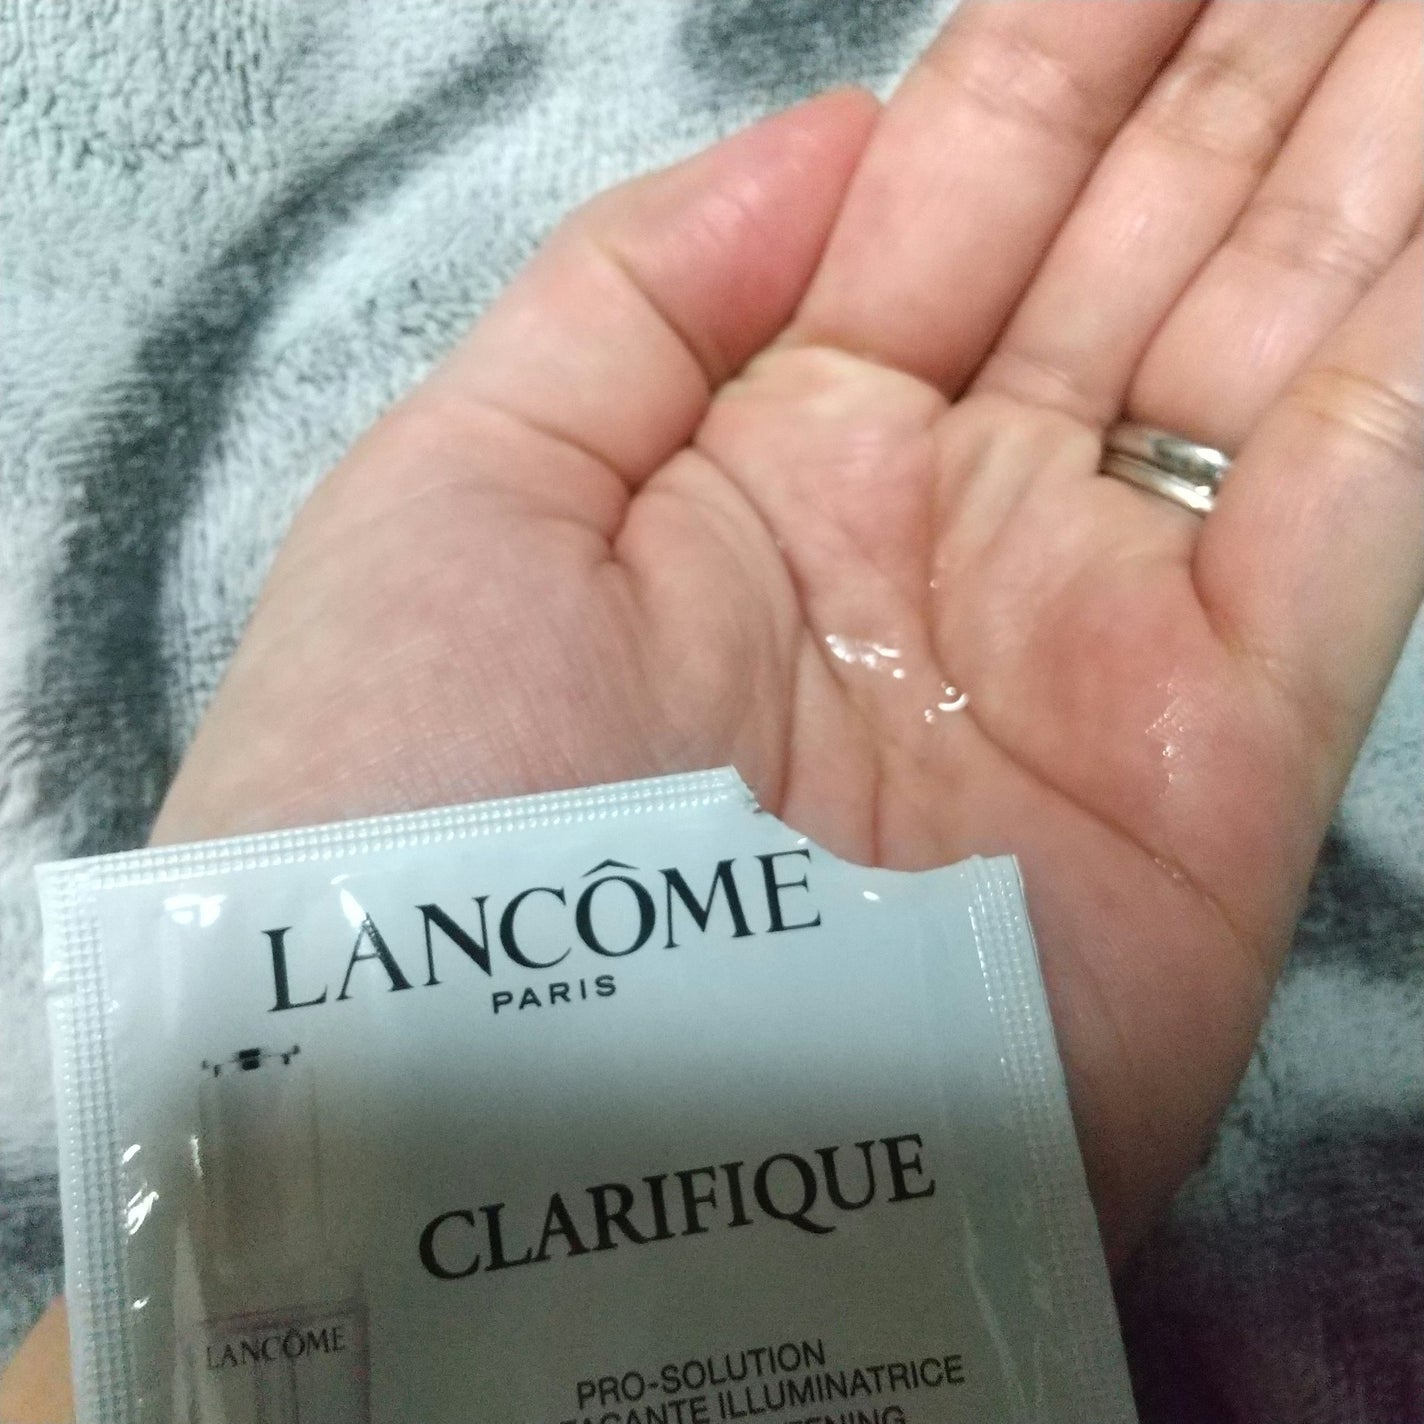 LANCÔME
PARIS
CLARIFIQUE
LANCÔME
PRO-SOLUTION
ILLUMINATRICE